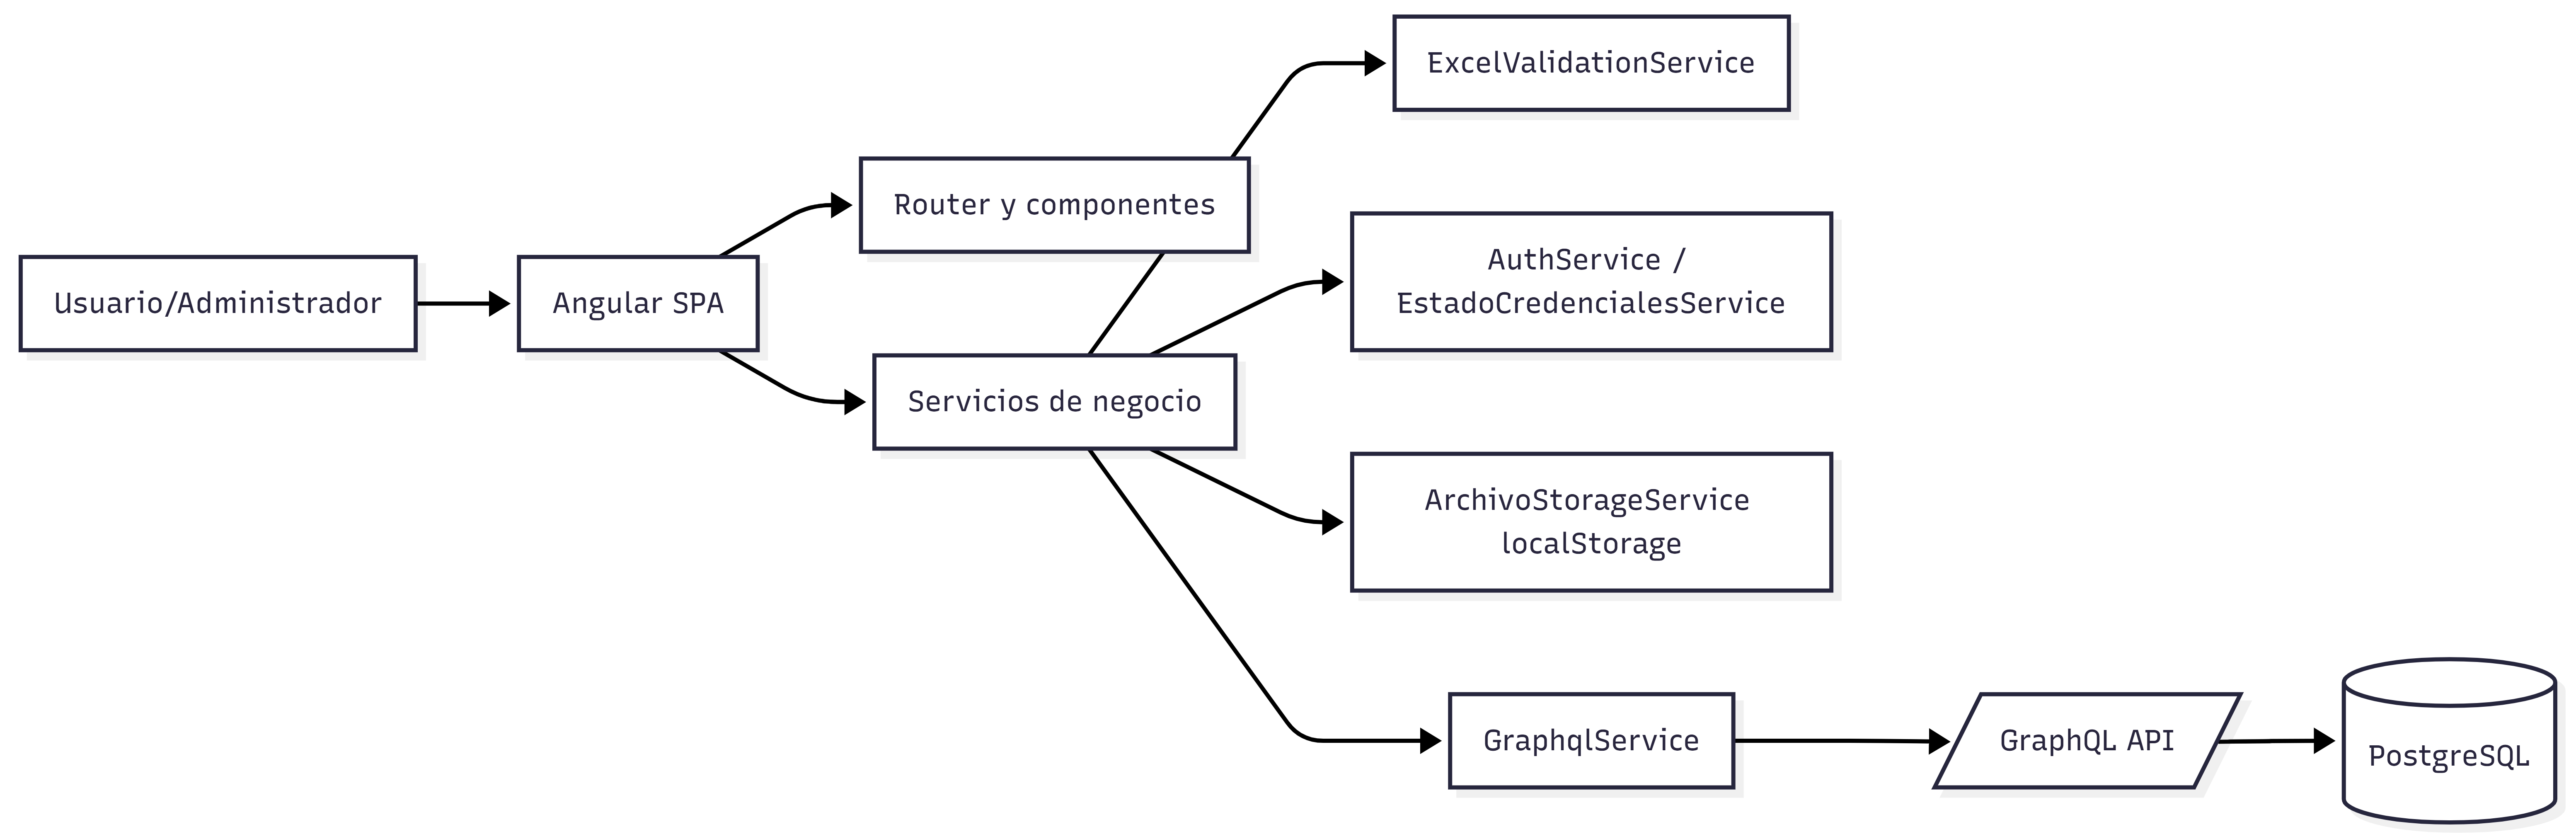 Usuario/Administrador
Angular SPA
Router y componentes
Servicios de negocio
ExcelValidationService
AuthService /
EstadoCredencialesService
ArchivoStorageService
localStorage
GraphqlService
GraphQL API
PostgreSQL